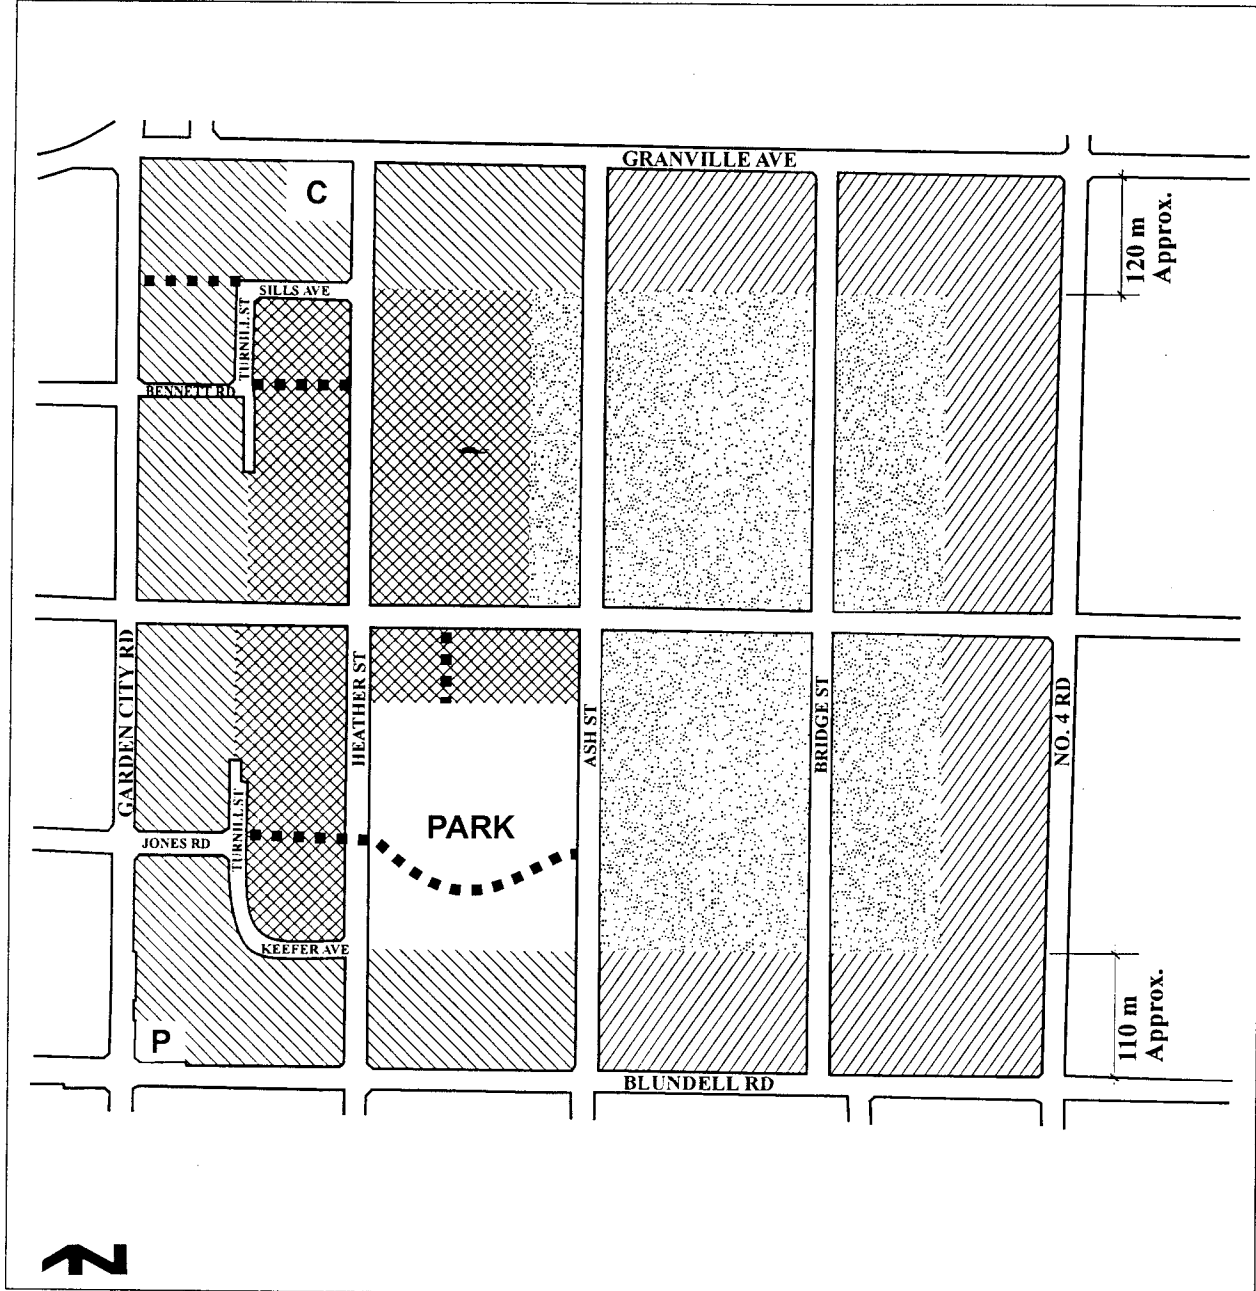 GRANVILLE AVE
C
120 m
Approx.
SILLS AVE
TURNILL ST
BENNETT RD
GARDEN CITY RD
HEATHER ST
ASH ST
BRIDGE ST
NO. 4 RD
PARK
JONES RD
TURNILL ST
KEEFER AVE
P
110 m
Approx.
BLUNDELL RD
N